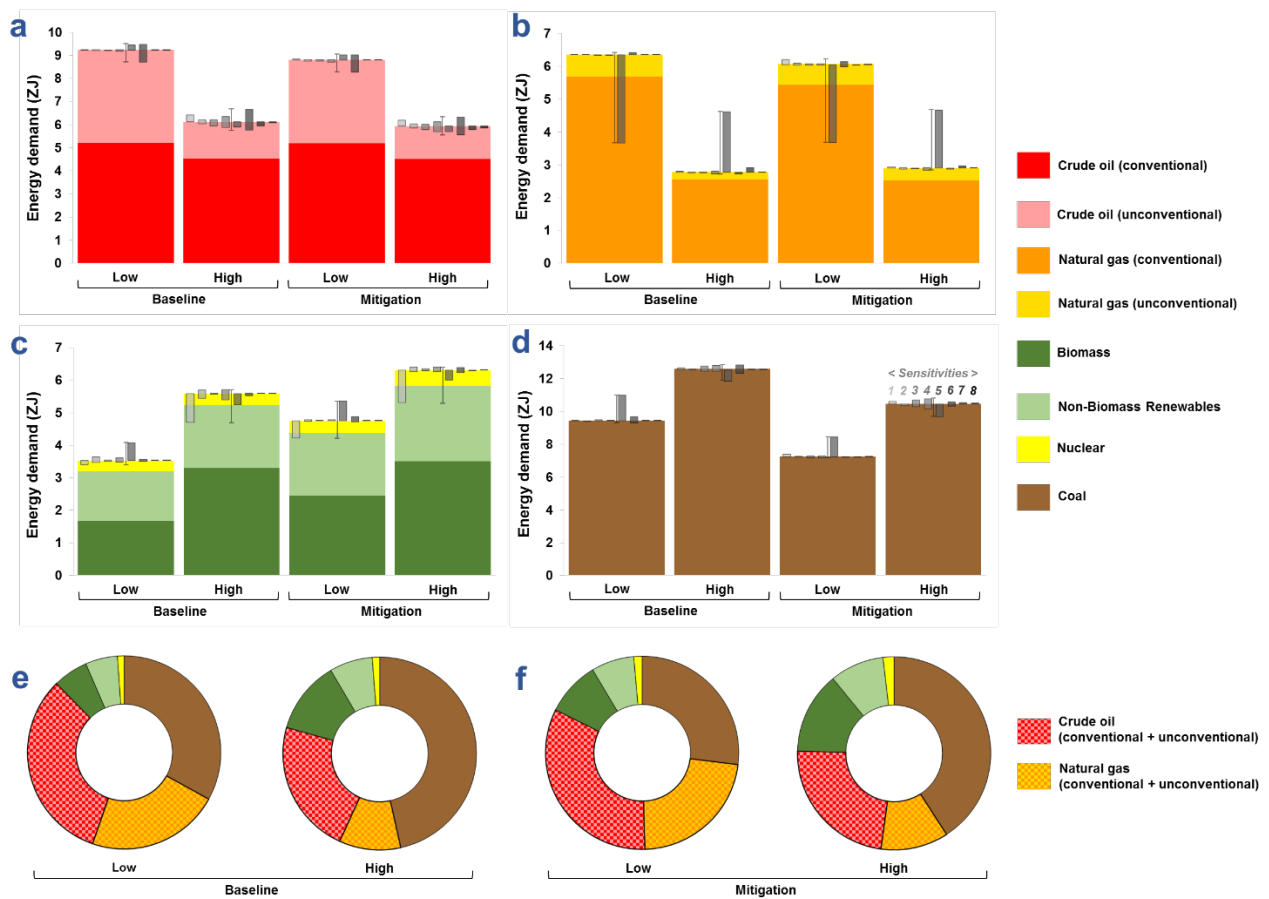 a
Energy demand (ZJ)
10
9
8
7
6
5
4
3
2
1
0
Low High Low High
Baseline Mitigation
b
Energy demand (ZJ)
7
6
5
4
3
2
1
0
Low High Low High
Baseline Mitigation
c
Energy demand (ZJ)
7
6
5
4
3
2
1
0
Low High Low High
Baseline Mitigation
d
Energy demand (ZJ)
14
12
10
8
6
4
2
0
< Sensitivities >
1 2 3 4 5 6 7 8
Low High Low High
Baseline Mitigation
Crude oil (conventional)
Crude oil (unconventional)
Natural gas (conventional)
Natural gas (unconventional)
Biomass
Non-Biomass Renewables
Nuclear
Coal
e
Low High
Baseline
f
Low High
Mitigation
Crude oil
(conventional + unconventional)
Natural gas
(conventional + unconventional)